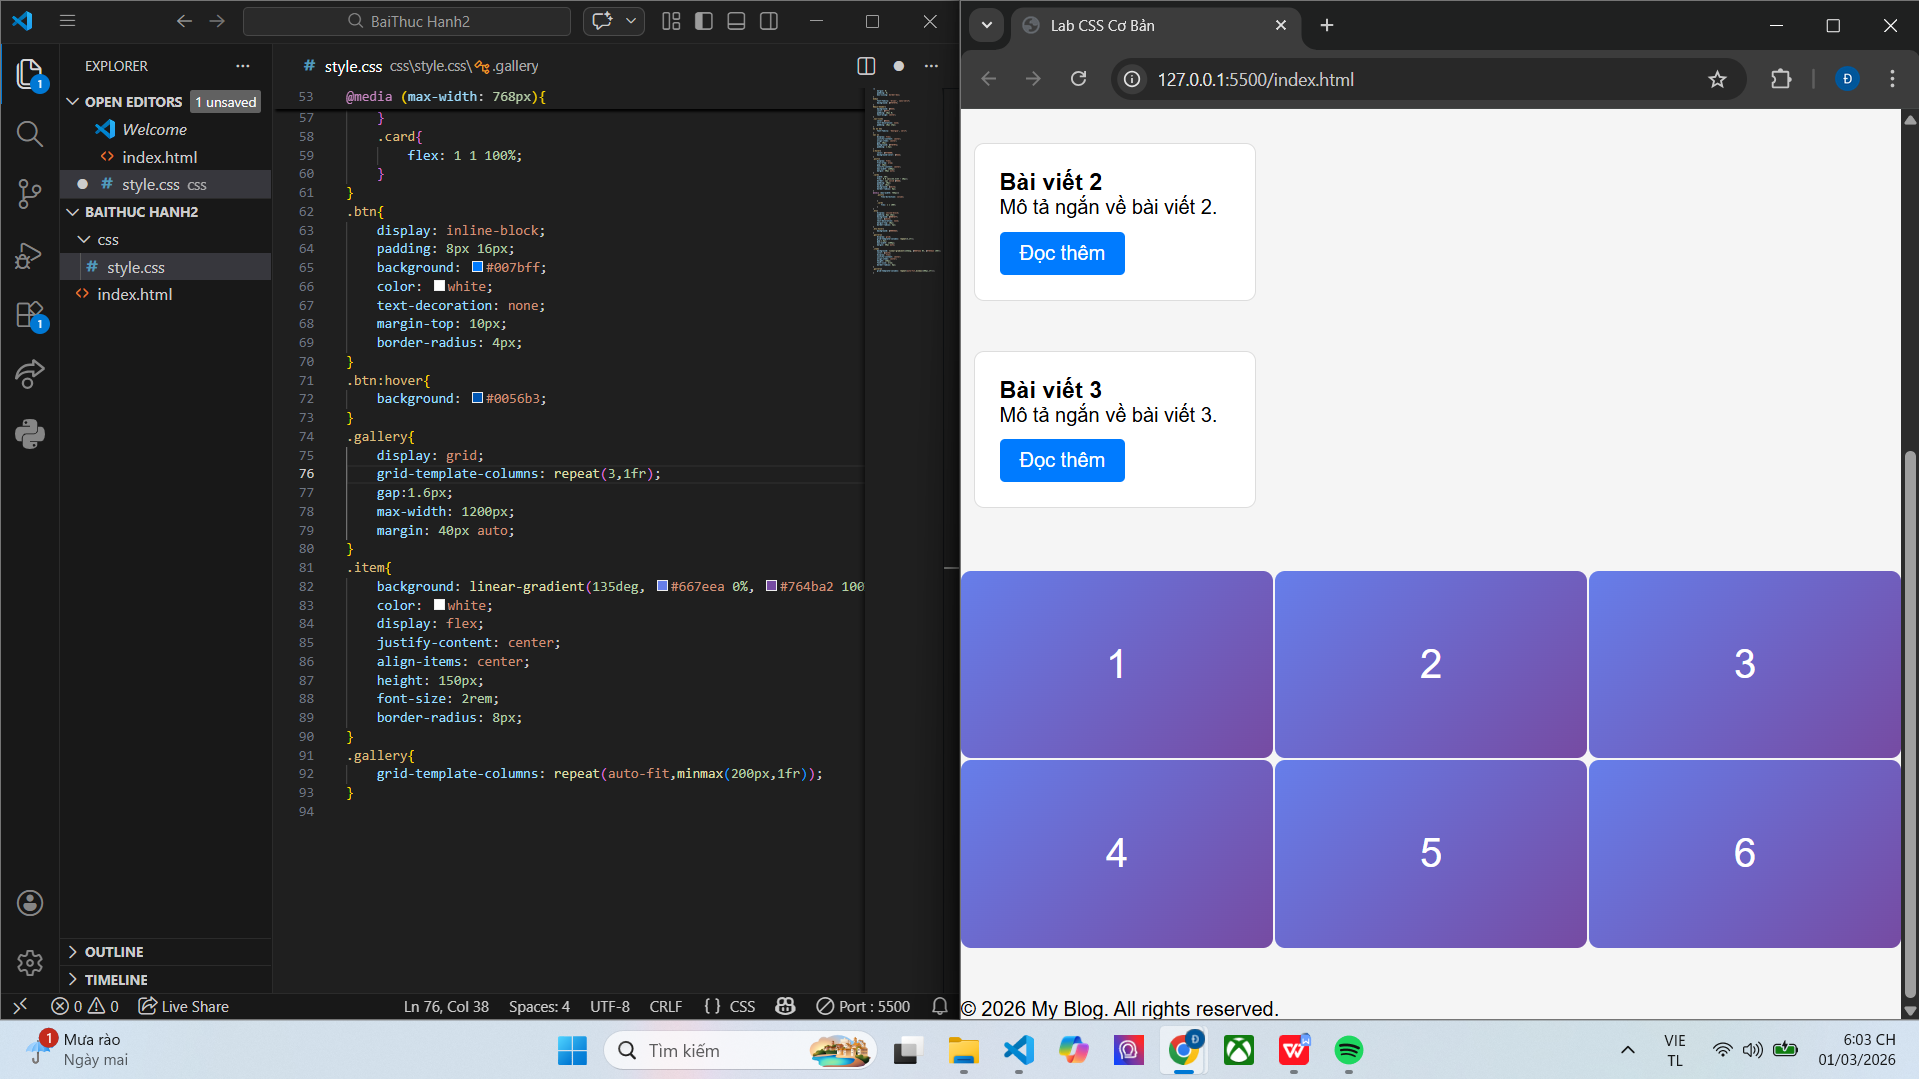 BaiThuc Hanh2
EXPLORER
OPEN EDITORS
1 unsaved
Welcome
index.html
style.css css
BAITHUC HANH2
css
style.css
index.html
OUTLINE
TIMELINE
style.css css\style.css\ .gallery
53 @media (max-width: 768px){
57 }
58 .card{
59 flex: 1 1 100%;
60 }
61 }
62 .btn{
63 display: inline-block;
64 padding: 8px 16px;
65 background: #007bff;
66 color: white;
67 text-decoration: none;
68 margin-top: 10px;
69 border-radius: 4px;
70 }
71 .btn:hover{
72 background: #0056b3;
73 }
74 .gallery{
75 display: grid;
76 grid-template-columns: repeat(3,1fr);
77 gap:1.6px;
78 max-width: 1200px;
79 margin: 40px auto;
80 }
81 .item{
82 background: linear-gradient(135deg, #667eea 0%, #764ba2 100
83 color: white;
84 display: flex;
85 justify-content: center;
86 align-items: center;
87 height: 150px;
88 font-size: 2rem;
89 border-radius: 8px;
90 }
91 .gallery{
92 grid-template-columns: repeat(auto-fit,minmax(200px,1fr));
93 }
94
0 0 Live Share Ln 76, Col 38 Spaces: 4 UTF-8 CRLF {} CSS Port : 5500
Lab CSS Cơ Bản
127.0.0.1:5500/index.html
Đ
Bài viết 2
Mô tả ngắn về bài viết 2.
Đọc thêm
Bài viết 3
Mô tả ngắn về bài viết 3.
Đọc thêm
1 2 3
4 5 6
© 2026 My Blog. All rights reserved.
1
Mưa rào
Ngày mai
Tìm kiếm
VIE
TL
6:03 CH
01/03/2026